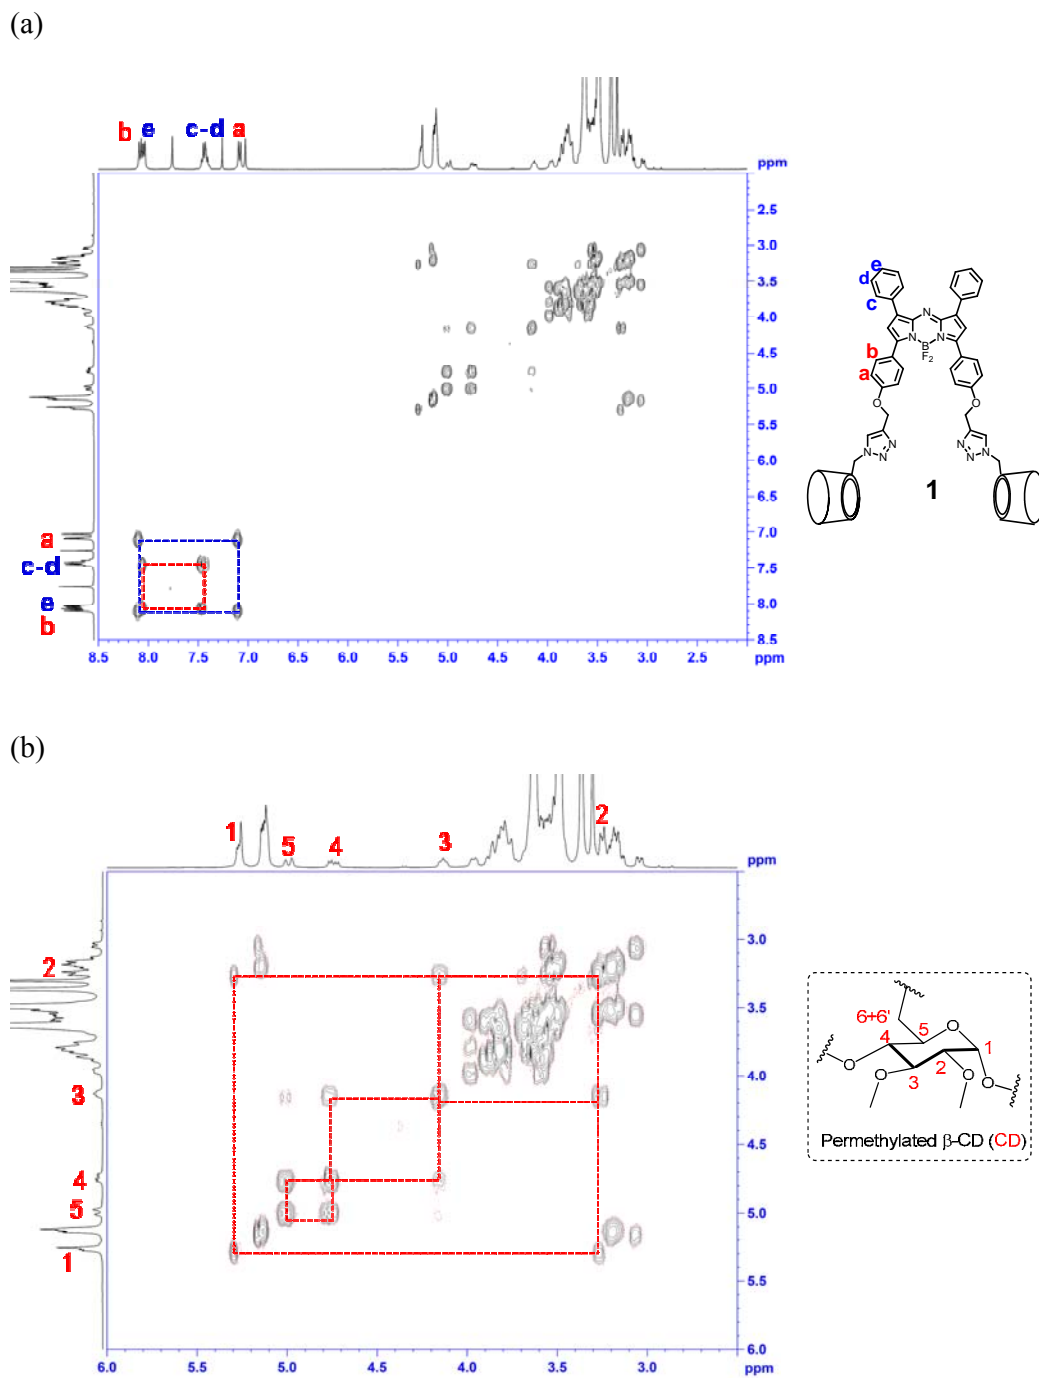 (a)
b e c-d a
ppm
2.5
3.0
3.5
4.0
4.5
5.0
5.5
6.0
6.5
a 7.0
c-d 7.5
e 8.0
b 8.5
8.5 8.0 7.5 7.0 6.5 6.0 5.5 5.0 4.5 4.0 3.5 3.0 2.5 ppm
e
d
c
N
N B N
F2
b
a
O O
N N
N=N N=N
1
(b)
1 5 4 3 2
ppm
2 3.0
3.5
3 4.0
4.5
4
5 5.0
1
5.5
6.0
6.0 5.0 4.5 4.0 3.5 3.0 ppm
6+6' 5 O
4 1
O 2 O
O 3 O
Permethylated β-CD (CD)